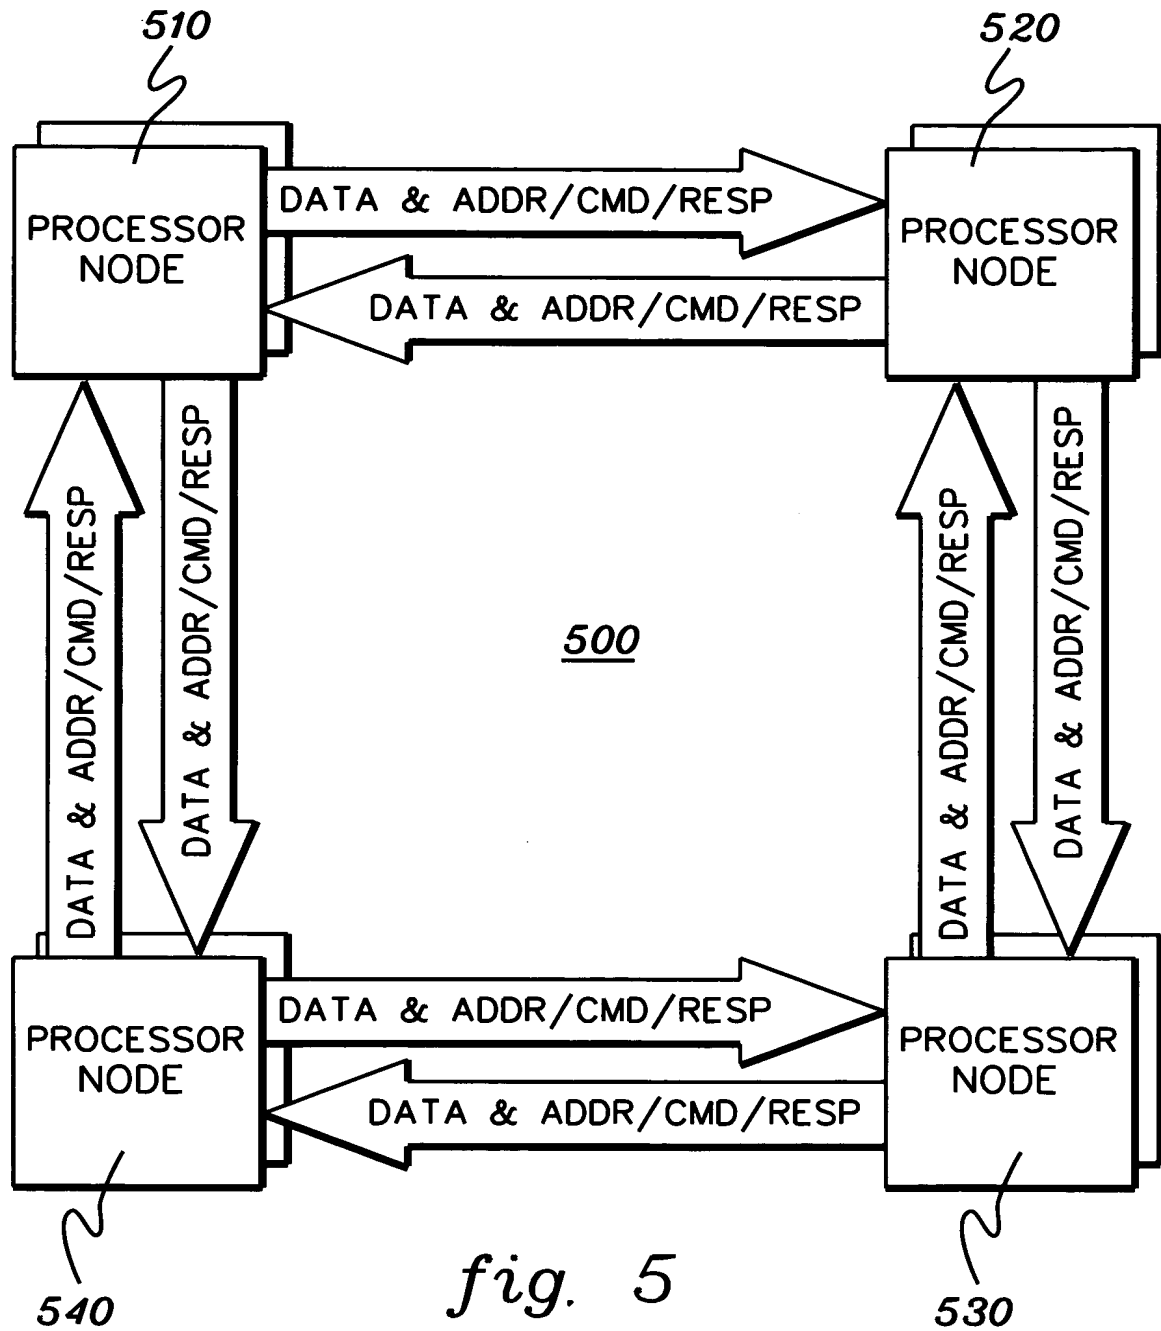 510
520
PROCESSOR
NODE
DATA & ADDR/CMD/RESP
DATA & ADDR/CMD/RESP
PROCESSOR
NODE
DATA & ADDR/CMD/RESP
DATA & ADDR/CMD/RESP
500
DATA & ADDR/CMD/RESP
DATA & ADDR/CMD/RESP
PROCESSOR
NODE
DATA & ADDR/CMD/RESP
DATA & ADDR/CMD/RESP
PROCESSOR
NODE
540
fig. 5
530